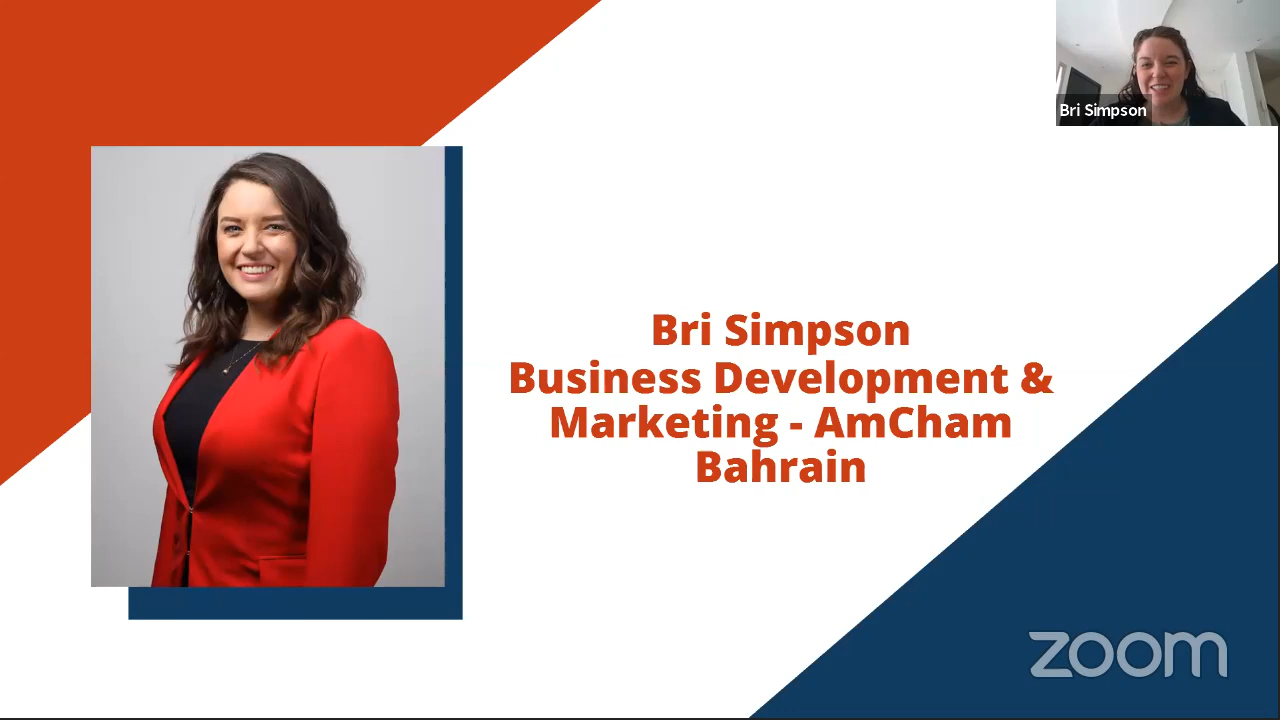 Bri Simpson
Bri Simpson
Business Development &
Marketing - AmCham
Bahrain
zoom